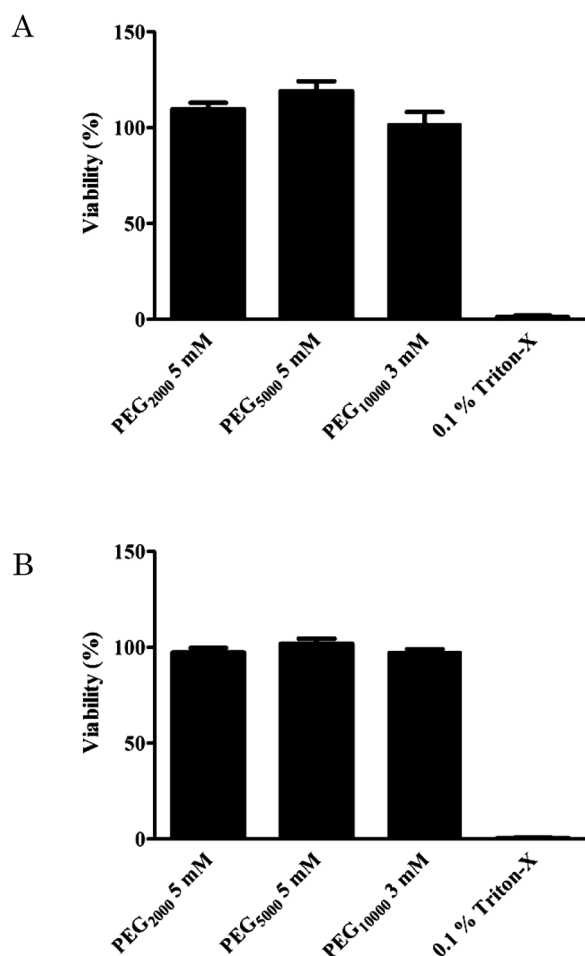 A
150
100
50
0
Viability (%)
PEG₂₀₀₀ 5 mM
PEG₅₀₀₀ 5 mM
PEG₁₀₀₀₀ 3 mM
0.1 % Triton-X
B
150
100
50
0
Viability (%)
PEG₂₀₀₀ 5 mM
PEG₅₀₀₀ 5 mM
PEG₁₀₀₀₀ 3 mM
0.1 % Triton-X